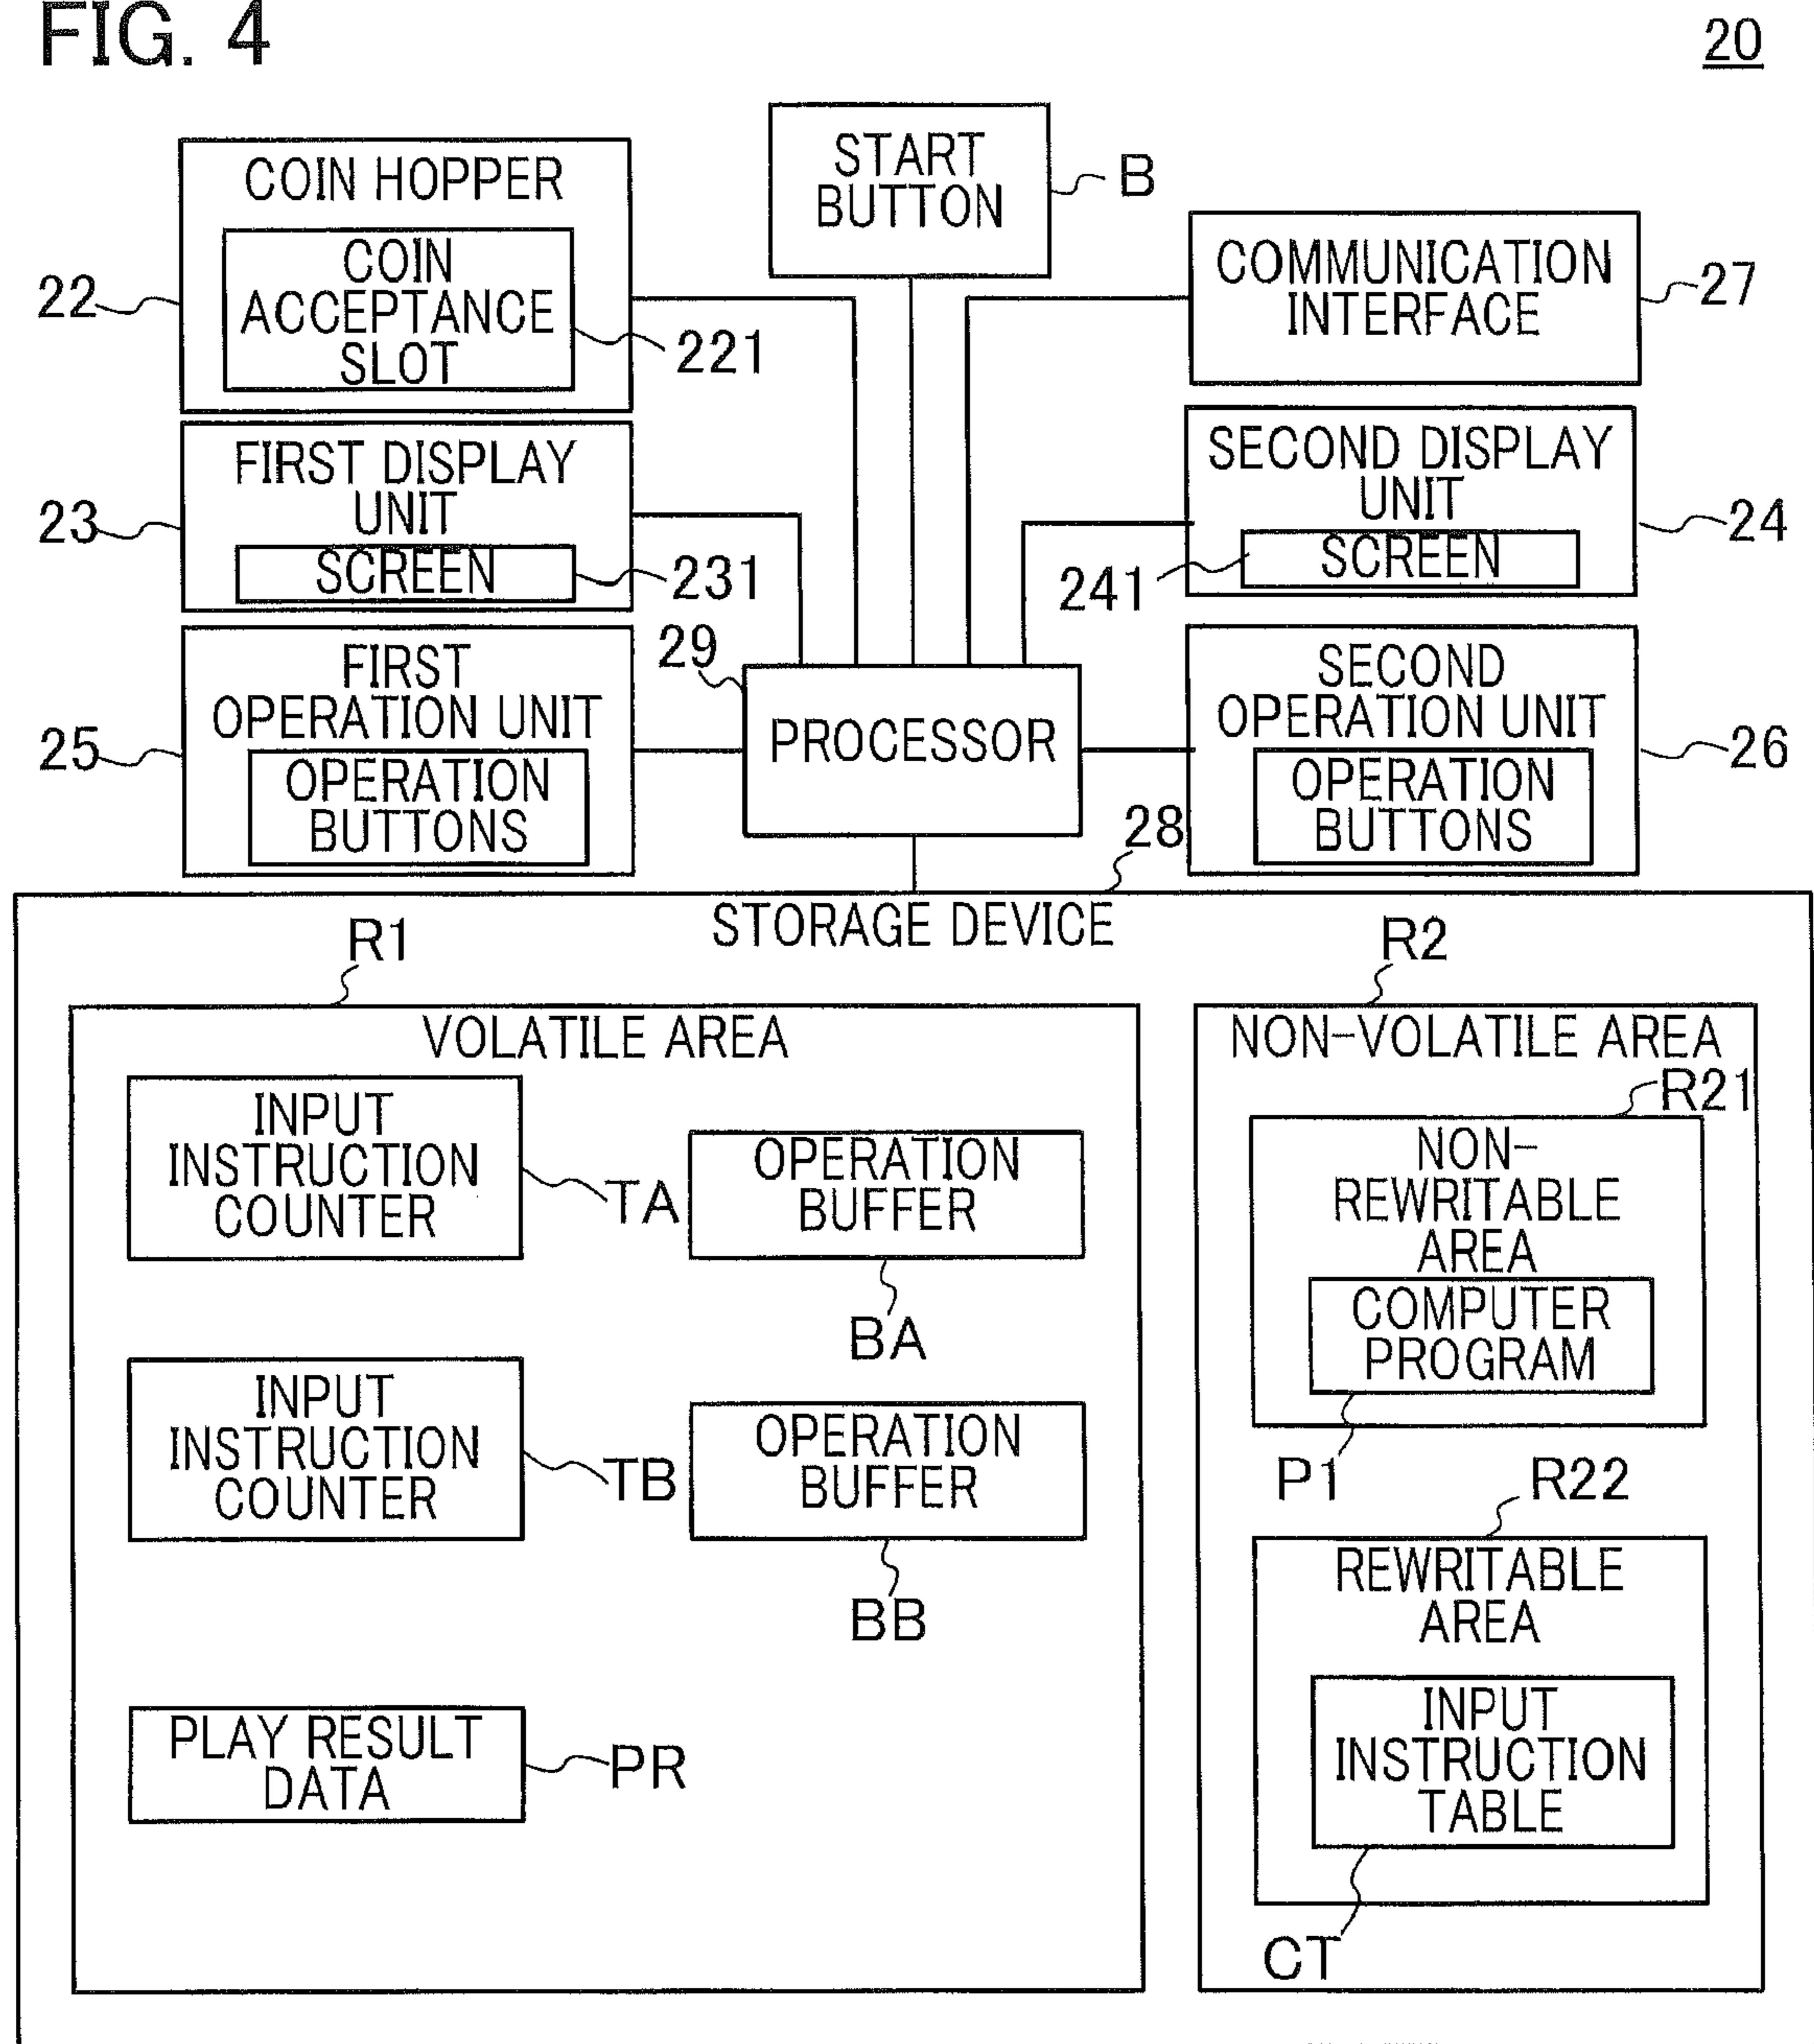 FIG. 4
20
START
BUTTON
B
COIN HOPPER
COIN
ACCEPTANCE
SLOT
22
221
COMMUNICATION
INTERFACE
27
FIRST DISPLAY
UNIT
SCREEN
23
231
SECOND DISPLAY
UNIT
SCREEN
24
241
FIRST
OPERATION UNIT
OPERATION
BUTTONS
25
29
PROCESSOR
SECOND
OPERATION UNIT
OPERATION
BUTTONS
26
28
STORAGE DEVICE
R1
VOLATILE AREA
INPUT
INSTRUCTION
COUNTER
TA
OPERATION
BUFFER
BA
INPUT
INSTRUCTION
COUNTER
TB
OPERATION
BUFFER
BB
PLAY RESULT
DATA
PR
R2
NON-VOLATILE AREA
R21
NON-
REWRITABLE
AREA
COMPUTER
PROGRAM
P1
R22
REWRITABLE
AREA
INPUT
INSTRUCTION
TABLE
CT